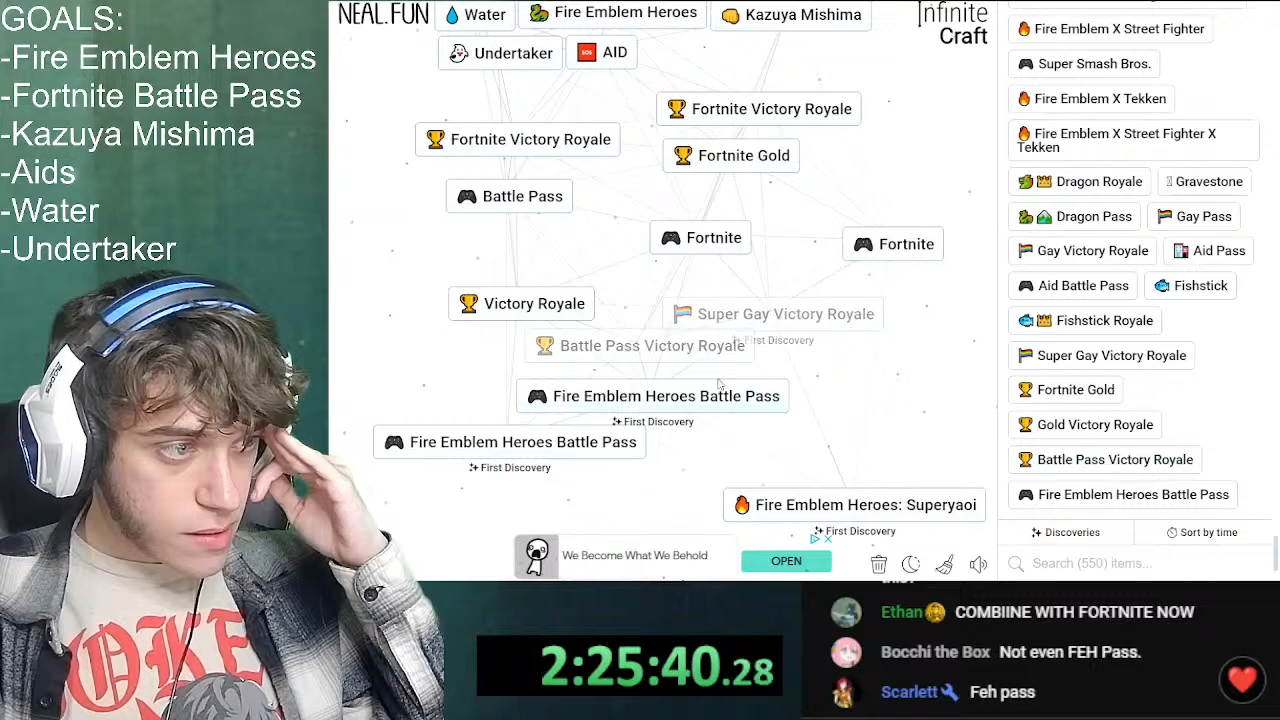 GOALS:
-Fire Emblem Heroes
-Fortnite Battle Pass
-Kazuya Mishima
-Aids
-Water
-Undertaker
NEAL.FUN
Water
Fire Emblem Heroes
Kazuya Mishima
Infinite
Craft
Undertaker
SOS
AID
Fortnite Victory Royale
Fortnite Victory Royale
Fortnite Gold
Battle Pass
Fortnite
Fortnite
Victory Royale
Super Gay Victory Royale
First Discovery
Battle Pass Victory Royale
Fire Emblem Heroes Battle Pass
First Discovery
Fire Emblem Heroes Battle Pass
First Discovery
Fire Emblem Heroes: Superyaoi
First Discovery
We Become What We Behold
OPEN
Fire Emblem X Street Fighter
Super Smash Bros.
Fire Emblem X Tekken
Fire Emblem X Street Fighter X
Tekken
Dragon Royale
Gravestone
Dragon Pass
Gay Pass
Gay Victory Royale
Aid Pass
Aid Battle Pass
Fishstick
Fishstick Royale
Super Gay Victory Royale
Fortnite Gold
Gold Victory Royale
Battle Pass Victory Royale
Fire Emblem Heroes Battle Pass
Discoveries
Sort by time
Search (550) items...
2:25:40.28
Ethan COMBIINE WITH FORTNITE NOW
Bocchi the Box Not even FEH Pass.
Scarlett Feh pass